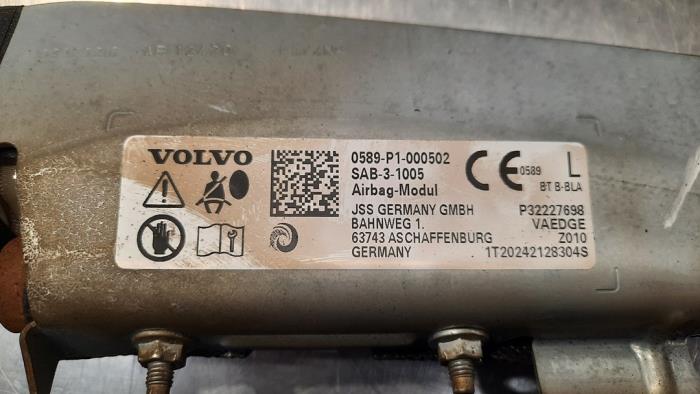 VOLVO
0589-P1-000502
SAB-3-1005
Airbag-Modul
JSS GERMANY GMBH
BAHNWEG 1.
63743 ASCHAFFENBURG
GERMANY
CE 0589
L
BT B-BLA
P32227698
VAEDGE
Z010
1T20242128304S